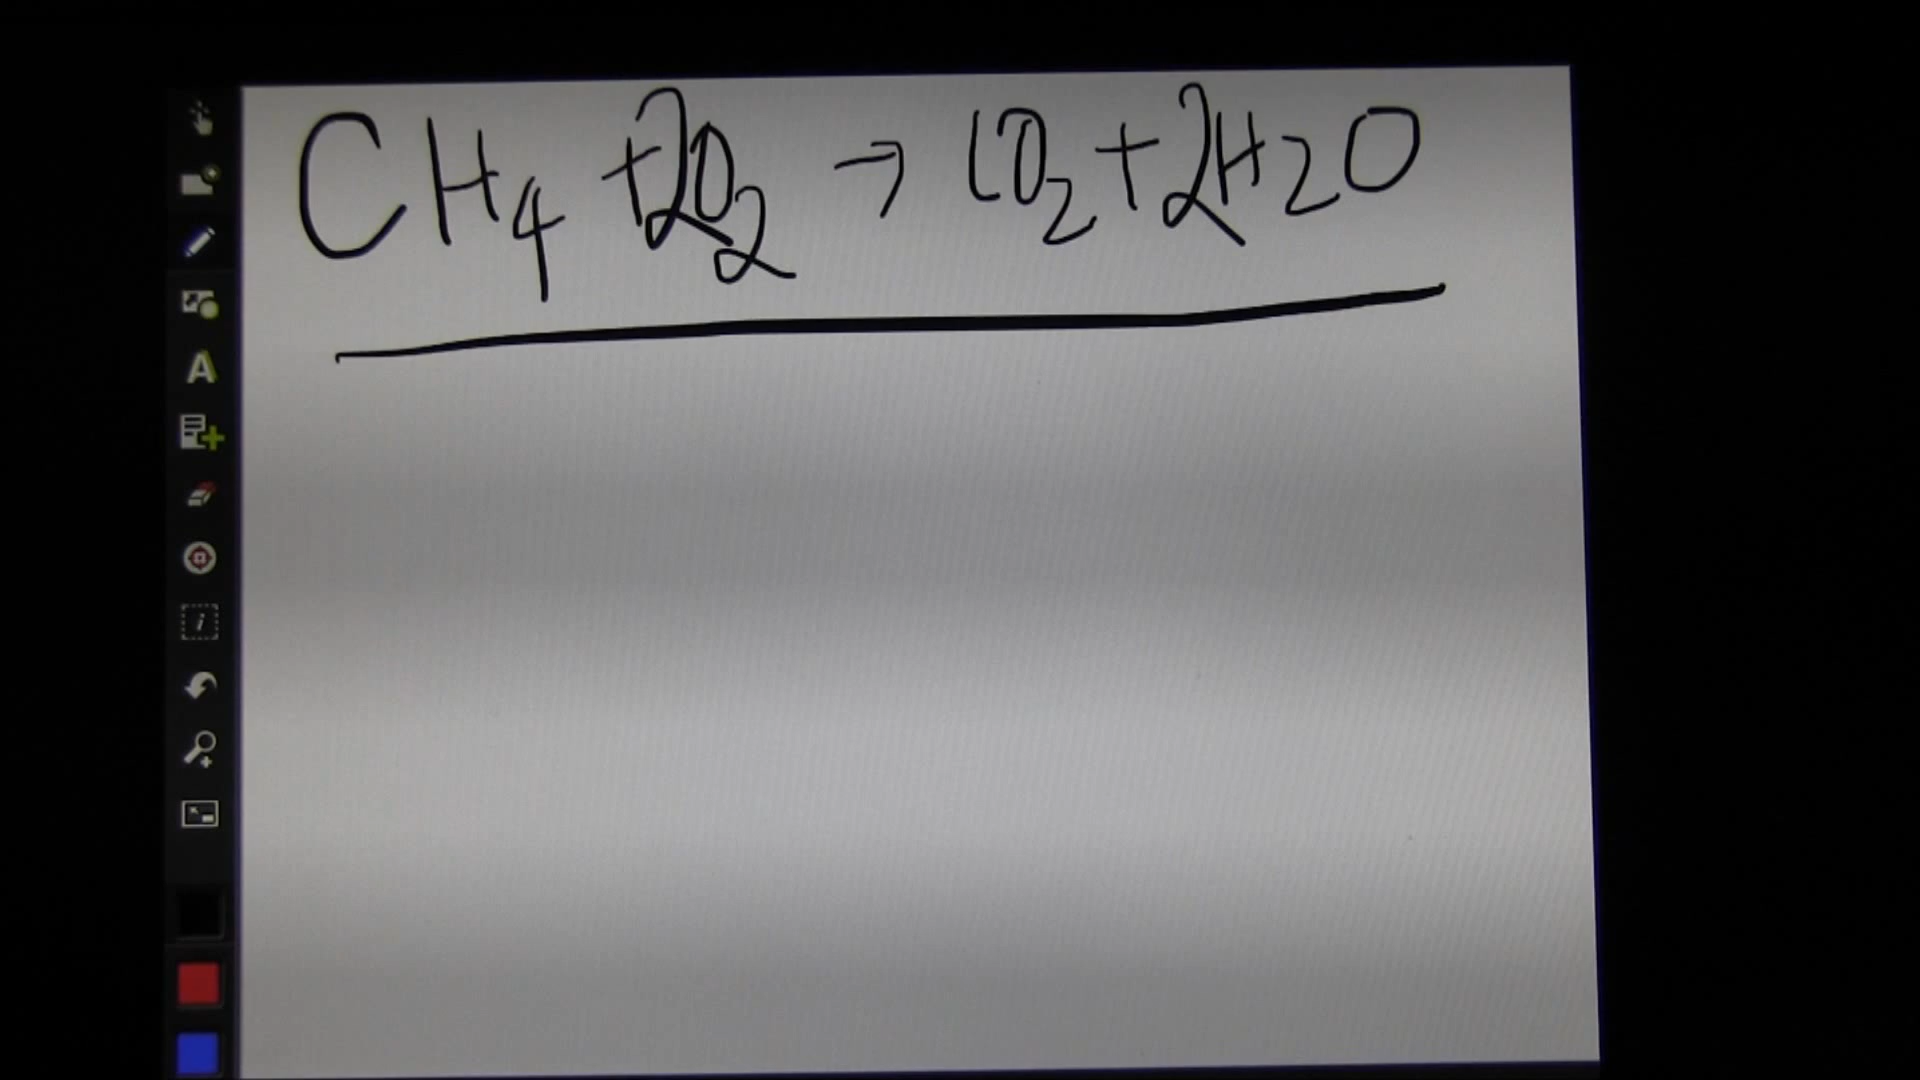 CH₄ + 2O₂ → CO₂ + 2H₂O
A
i